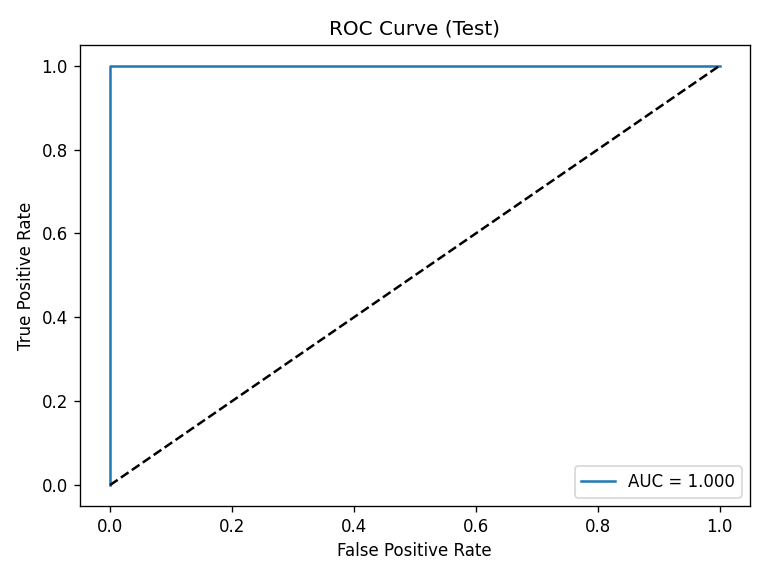 ROC Curve (Test)
True Positive Rate
1.0
0.8
0.6
0.4
0.2
0.0
AUC = 1.000
0.0 0.2 0.4 0.6 0.8 1.0
False Positive Rate